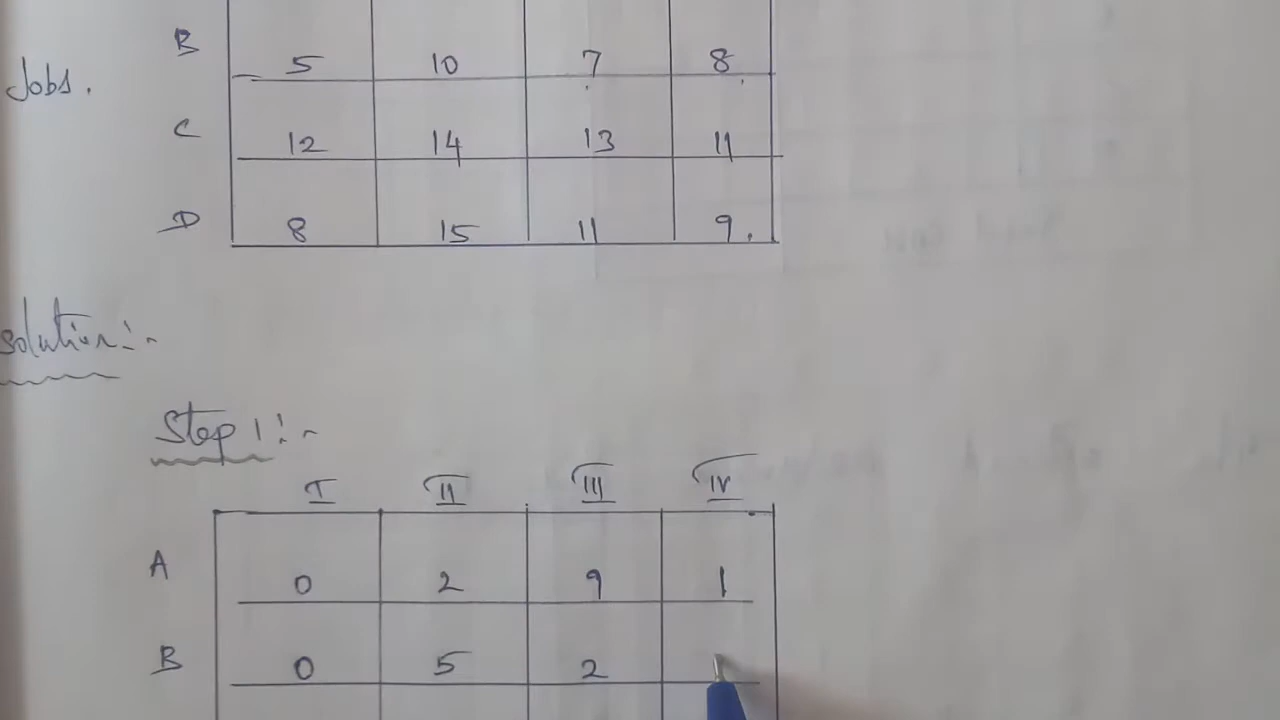 B 5 10 7 8
Jobs.
C 12 14 13 11
D 8 15 11 9.
Solution:-
Step 1:-
I II III IV
A 0 2 9 1
B 0 5 2